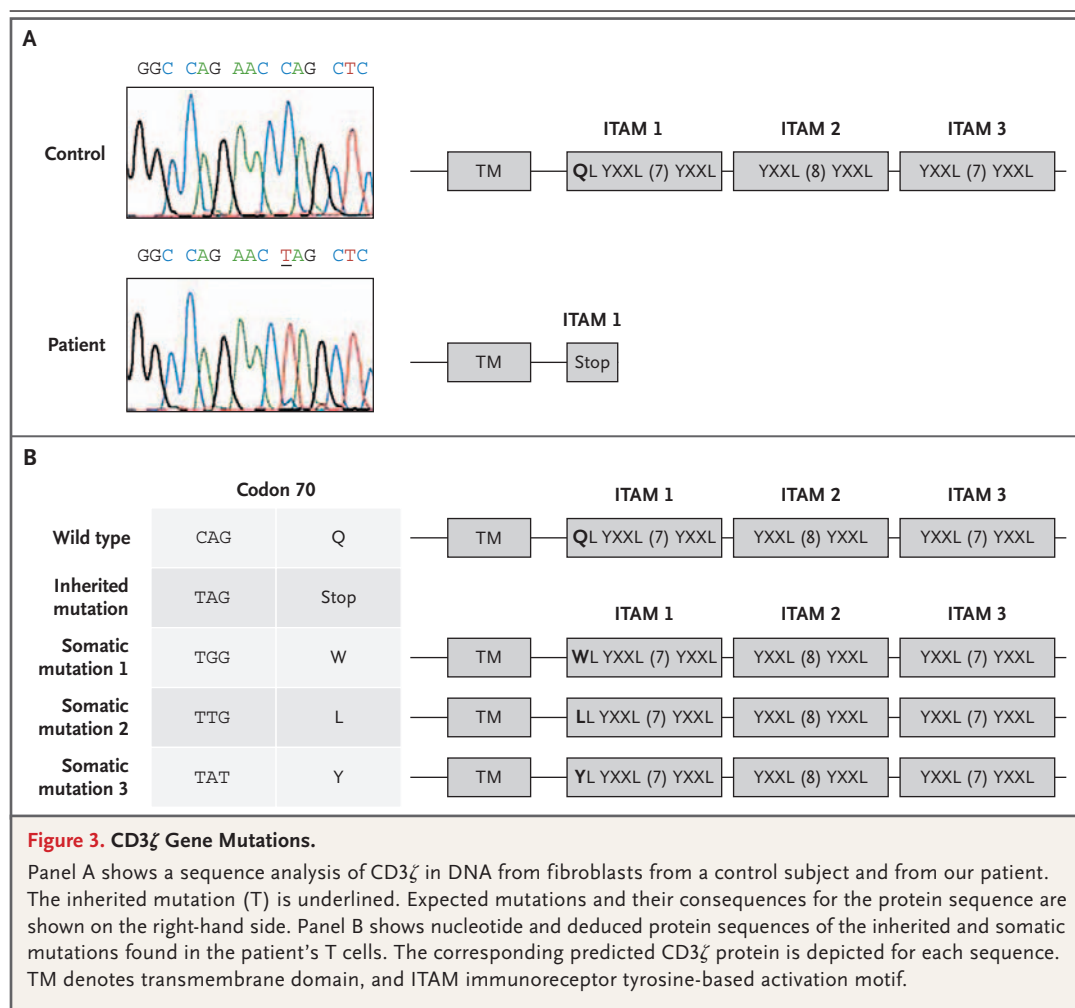 A
GGC CAG AAC CAG CTC
Control
ITAM 1 ITAM 2 ITAM 3
TM QL YXXL (7) YXXL YXXL (8) YXXL YXXL (7) YXXL
GGC CAG AAC TAG CTC
Patient
ITAM 1
TM Stop
B
Codon 70
ITAM 1 ITAM 2 ITAM 3
Wild type CAG Q TM QL YXXL (7) YXXL YXXL (8) YXXL YXXL (7) YXXL
Inherited
mutation
TAG Stop
ITAM 1 ITAM 2 ITAM 3
Somatic
mutation 1
TGG W TM WL YXXL (7) YXXL YXXL (8) YXXL YXXL (7) YXXL
Somatic
mutation 2
TTG L TM LL YXXL (7) YXXL YXXL (8) YXXL YXXL (7) YXXL
Somatic
mutation 3
TAT Y TM YL YXXL (7) YXXL YXXL (8) YXXL YXXL (7) YXXL
Figure 3. CD3ζ Gene Mutations.
Panel A shows a sequence analysis of CD3ζ in DNA from fibroblasts from a control subject and from our patient.
The inherited mutation (T) is underlined. Expected mutations and their consequences for the protein sequence are
shown on the right-hand side. Panel B shows nucleotide and deduced protein sequences of the inherited and somatic
mutations found in the patient's T cells. The corresponding predicted CD3ζ protein is depicted for each sequence.
TM denotes transmembrane domain, and ITAM immunoreceptor tyrosine-based activation motif.